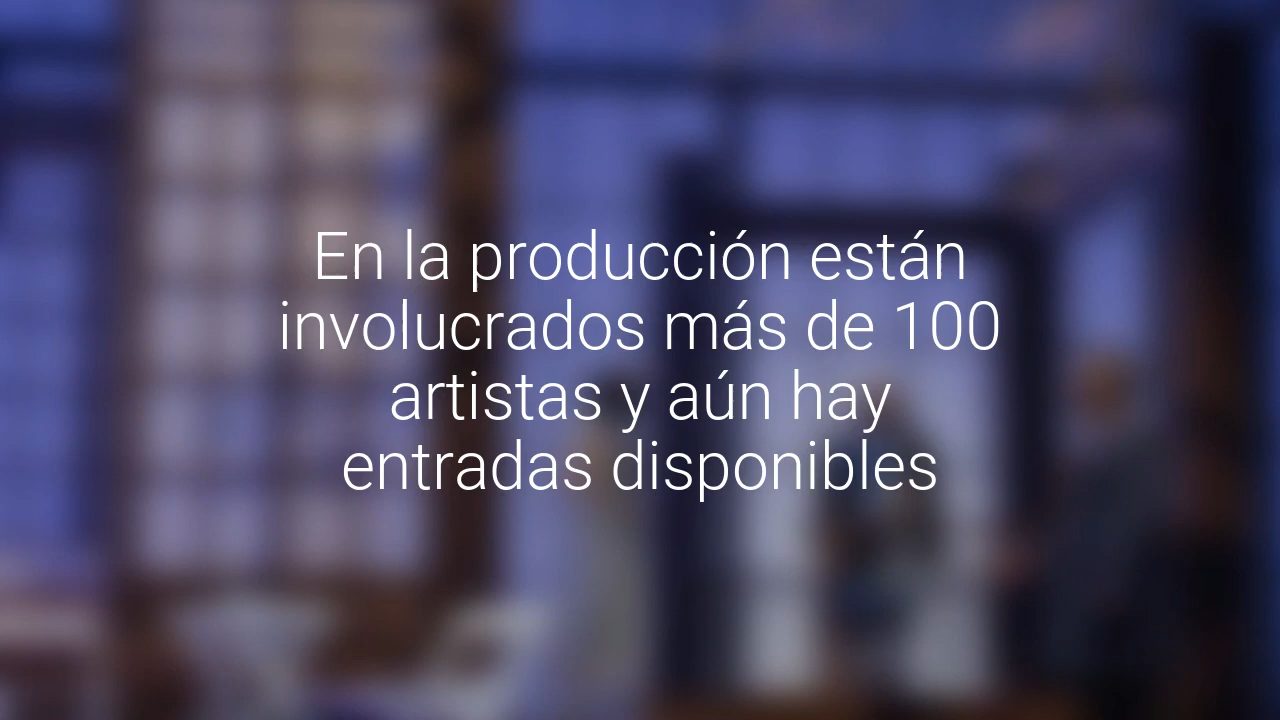 En la producción están
involucrados más de 100
artistas y aún hay
entradas disponibles